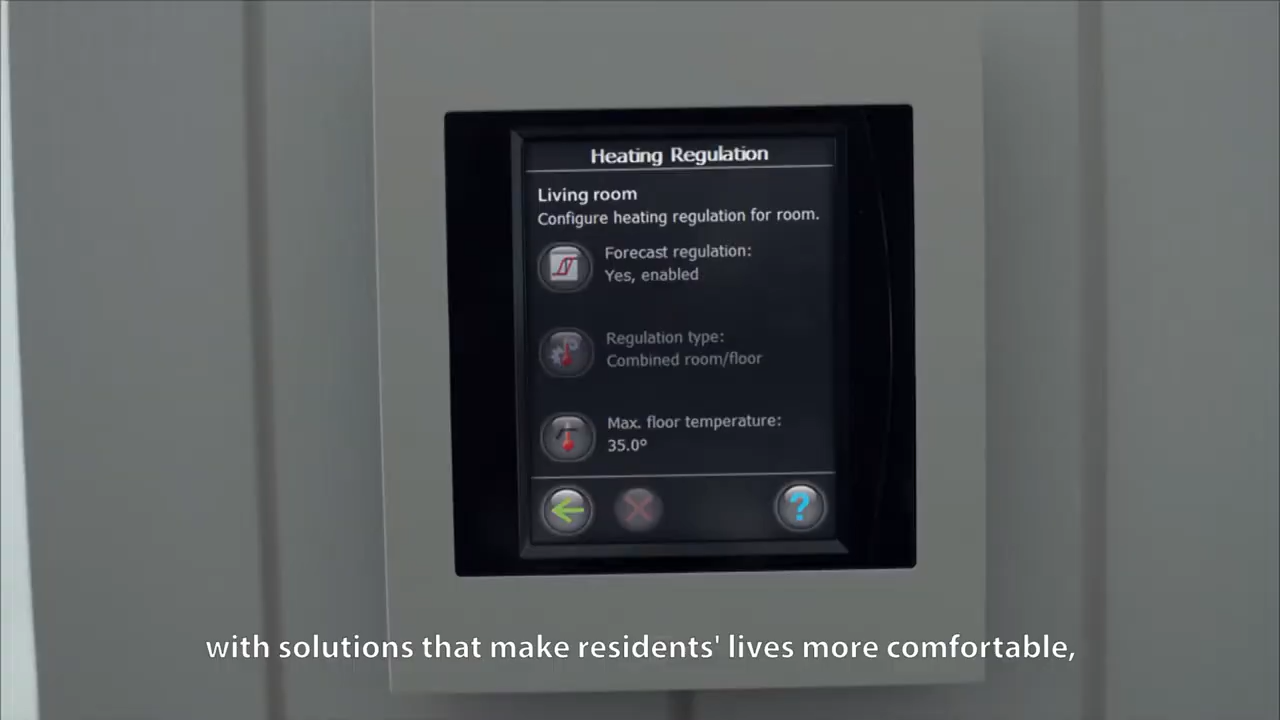 Heating Regulation
Living room
Configure heating regulation for room.
Forecast regulation:
Yes, enabled
Regulation type:
Combined room/floor
Max. floor temperature:
35.0°
?
with solutions that make residents' lives more comfortable,